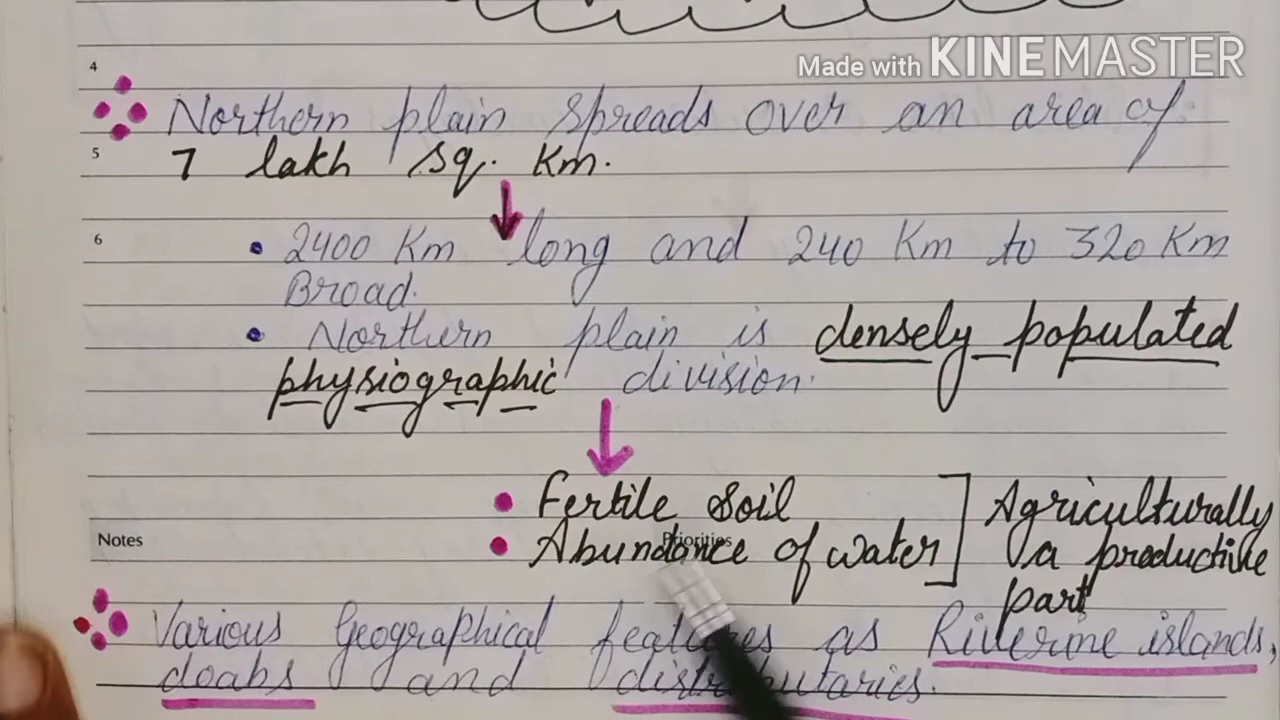 Made with KINEMASTER
4
Northern plain spreads over an area of:
5
7 lakh sq. Km.
6
• 2400 Km long and 240 Km to 320 Km
Broad.
• Northern plain is densely populated
physiographic division.
• Fertile Soil
• Abundance of water
Agriculturally
a productive
part
Notes
Priorities
Various Geographical features as Riverine islands,
doabs and distributaries.